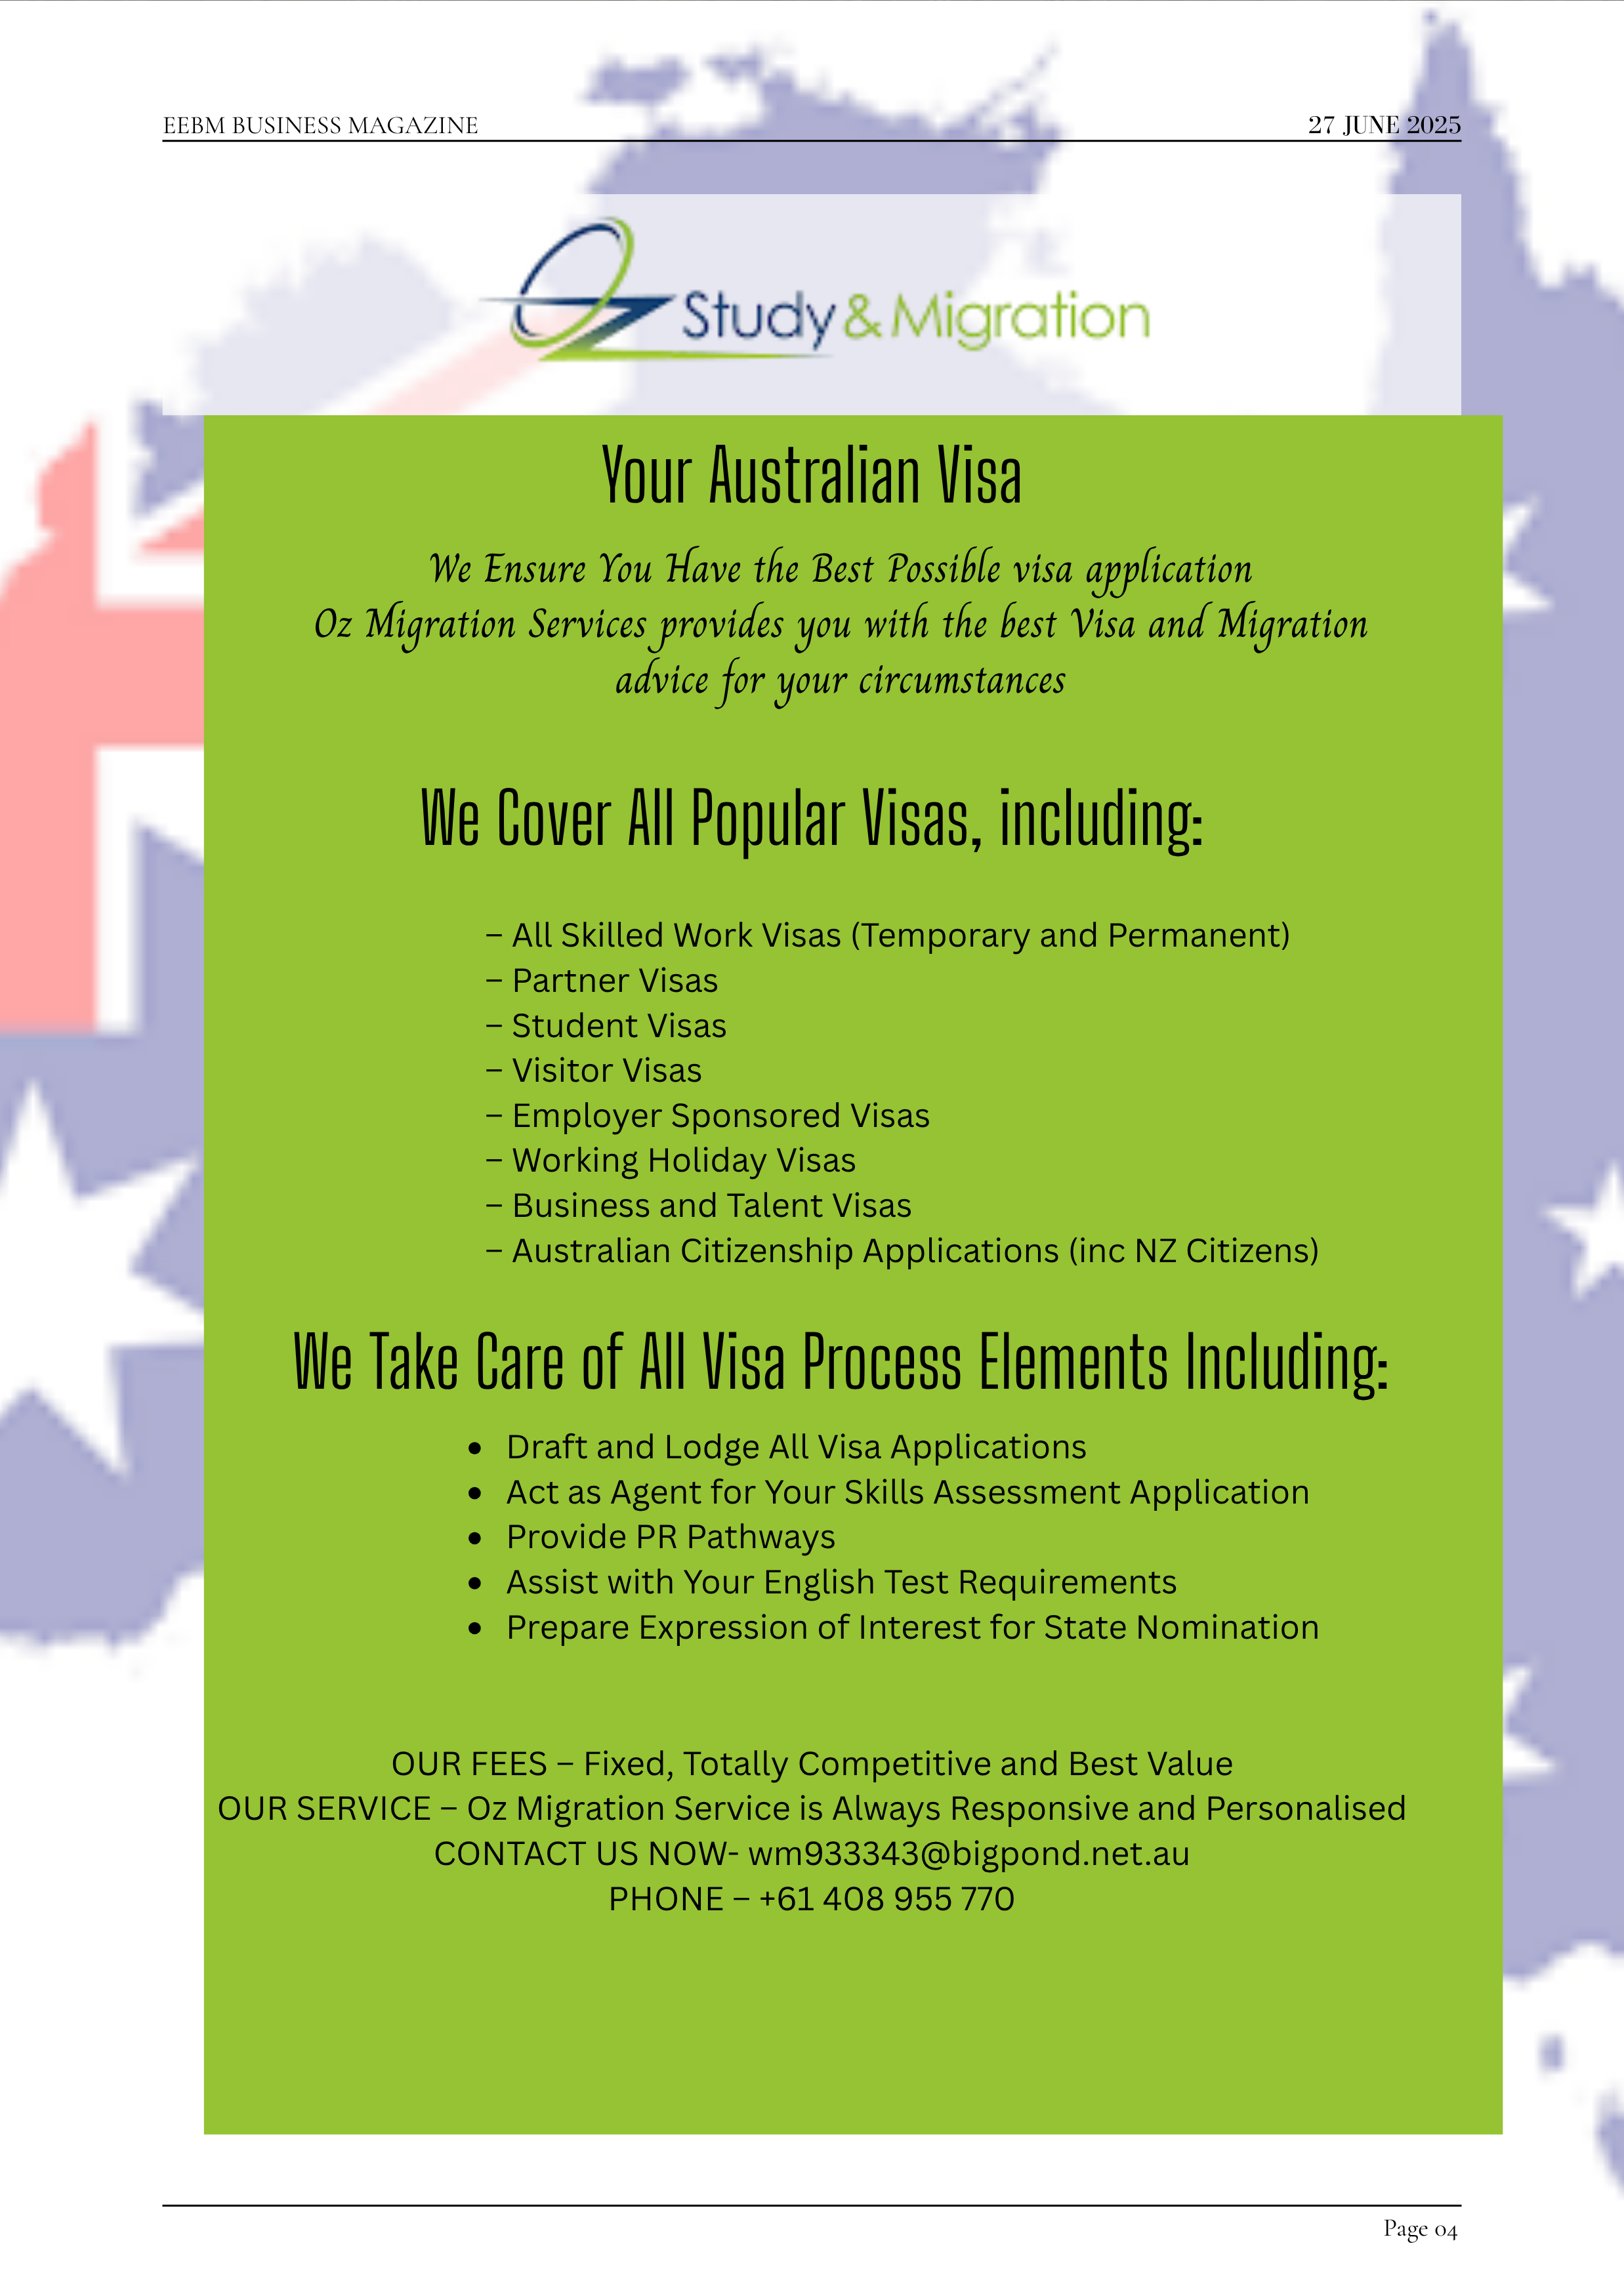 EEBM BUSINESS MAGAZINE
27 JUNE 2025
Oz Study & Migration
Your Australian Visa
We Ensure You Have the Best Possible visa application
Oz Migration Services provides you with the best Visa and Migration
advice for your circumstances
We Cover All Popular Visas, including:
– All Skilled Work Visas (Temporary and Permanent)
– Partner Visas
– Student Visas
– Visitor Visas
– Employer Sponsored Visas
– Working Holiday Visas
– Business and Talent Visas
– Australian Citizenship Applications (inc NZ Citizens)
We Take Care of All Visa Process Elements Including:
• Draft and Lodge All Visa Applications
• Act as Agent for Your Skills Assessment Application
• Provide PR Pathways
• Assist with Your English Test Requirements
• Prepare Expression of Interest for State Nomination
OUR FEES – Fixed, Totally Competitive and Best Value
OUR SERVICE – Oz Migration Service is Always Responsive and Personalised
CONTACT US NOW- wm933343@bigpond.net.au
PHONE – +61 408 955 770
Page 04